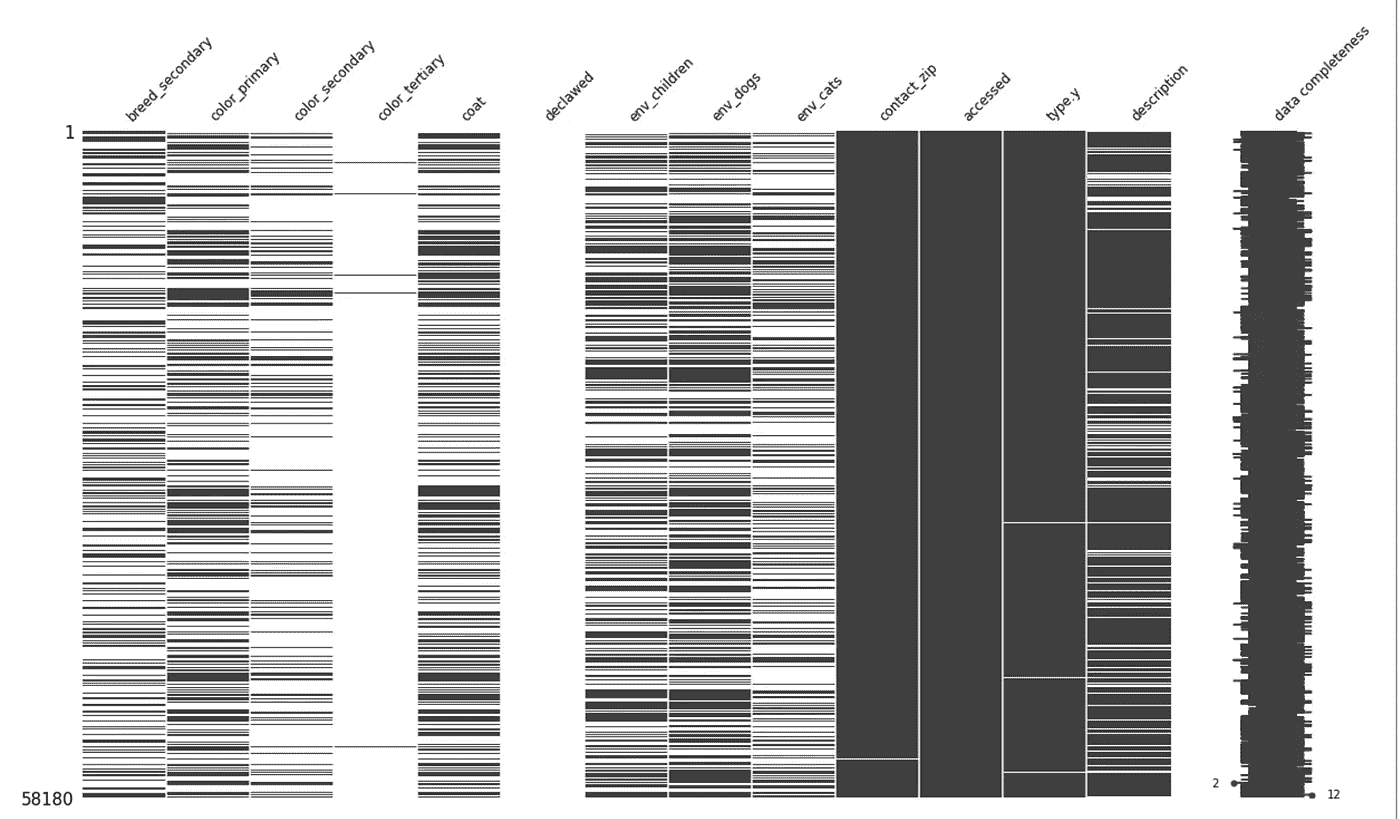 breed_secondary
color_primary
color_secondary
color_tertiary
coat
declawed
env_children
env_dogs
env_cats
contact_zip
accessed
type.y
description
data completeness
1
2
12
58180